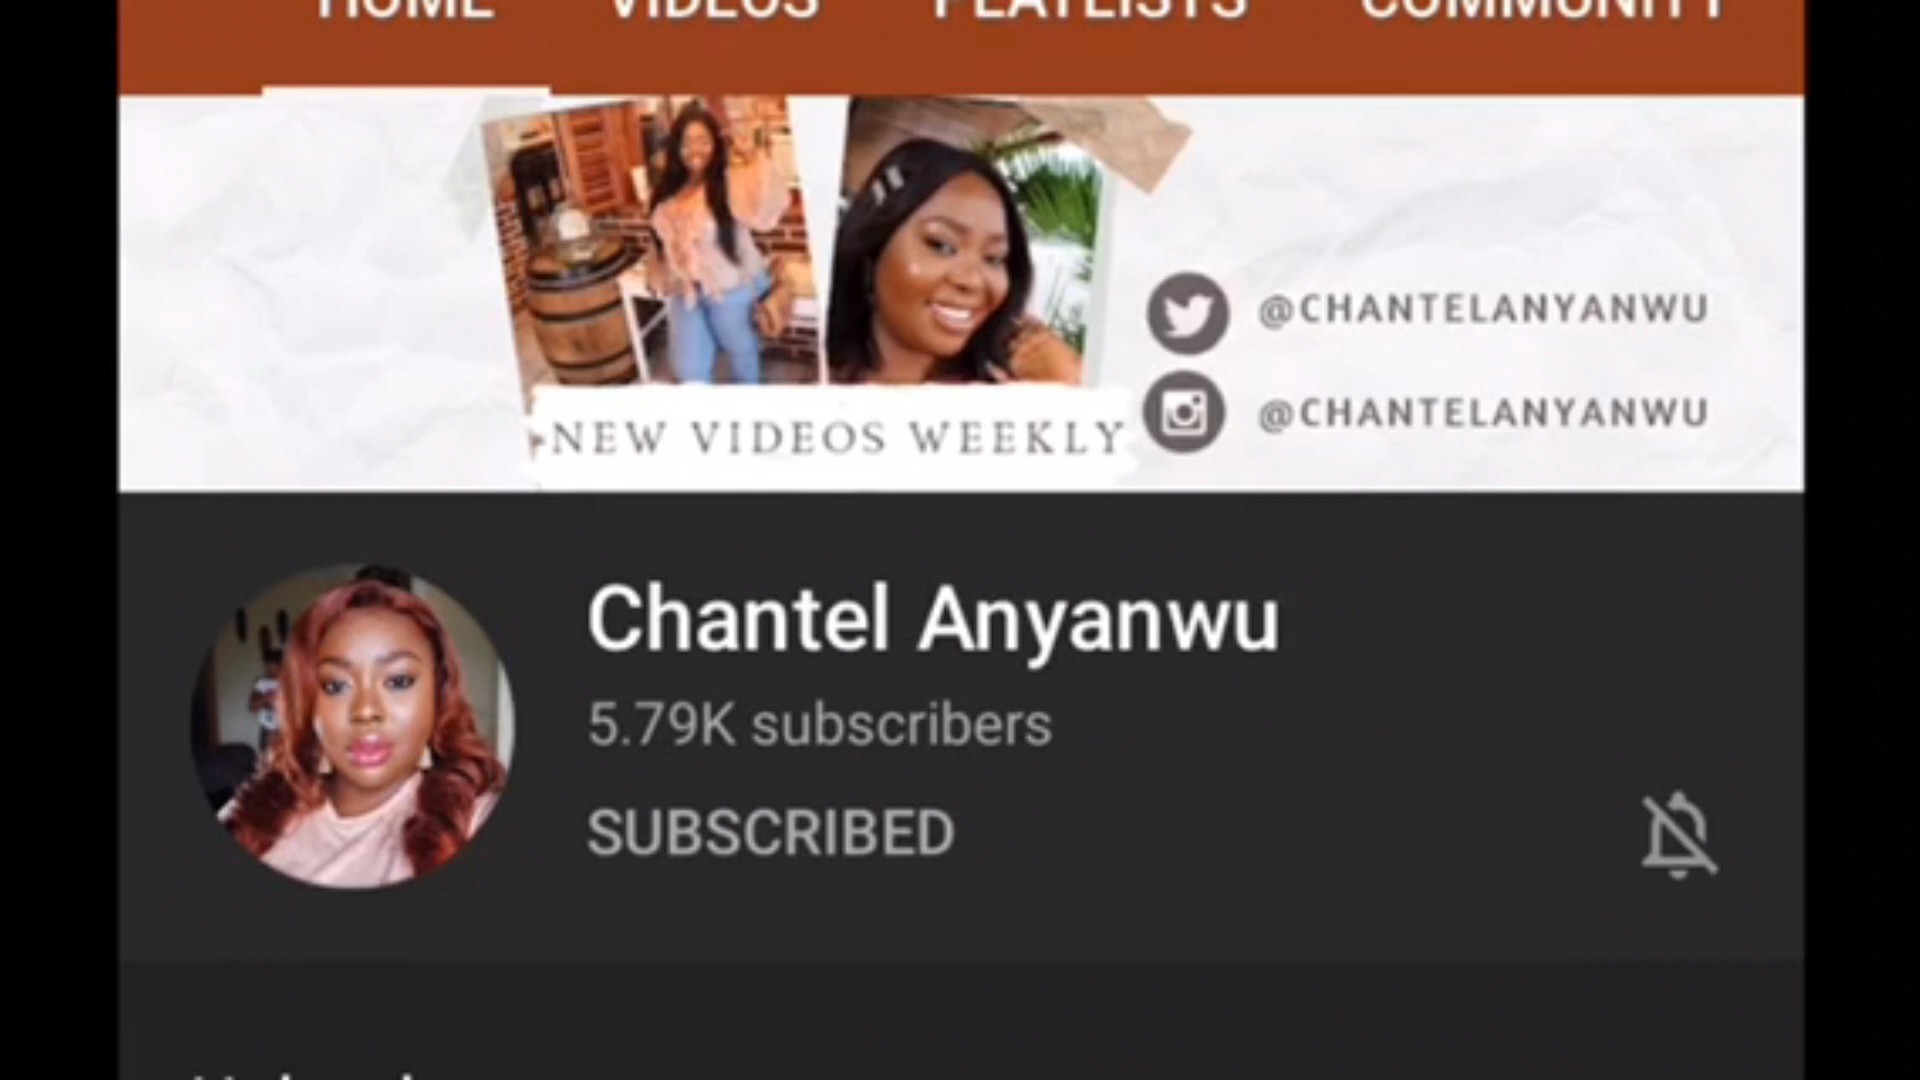 HOME VIDEOS PLAYLISTS COMMUNITY
@CHANTELANYANWU
@CHANTELANYANWU
NEW VIDEOS WEEKLY
Chantel Anyanwu
5.79K subscribers
SUBSCRIBED